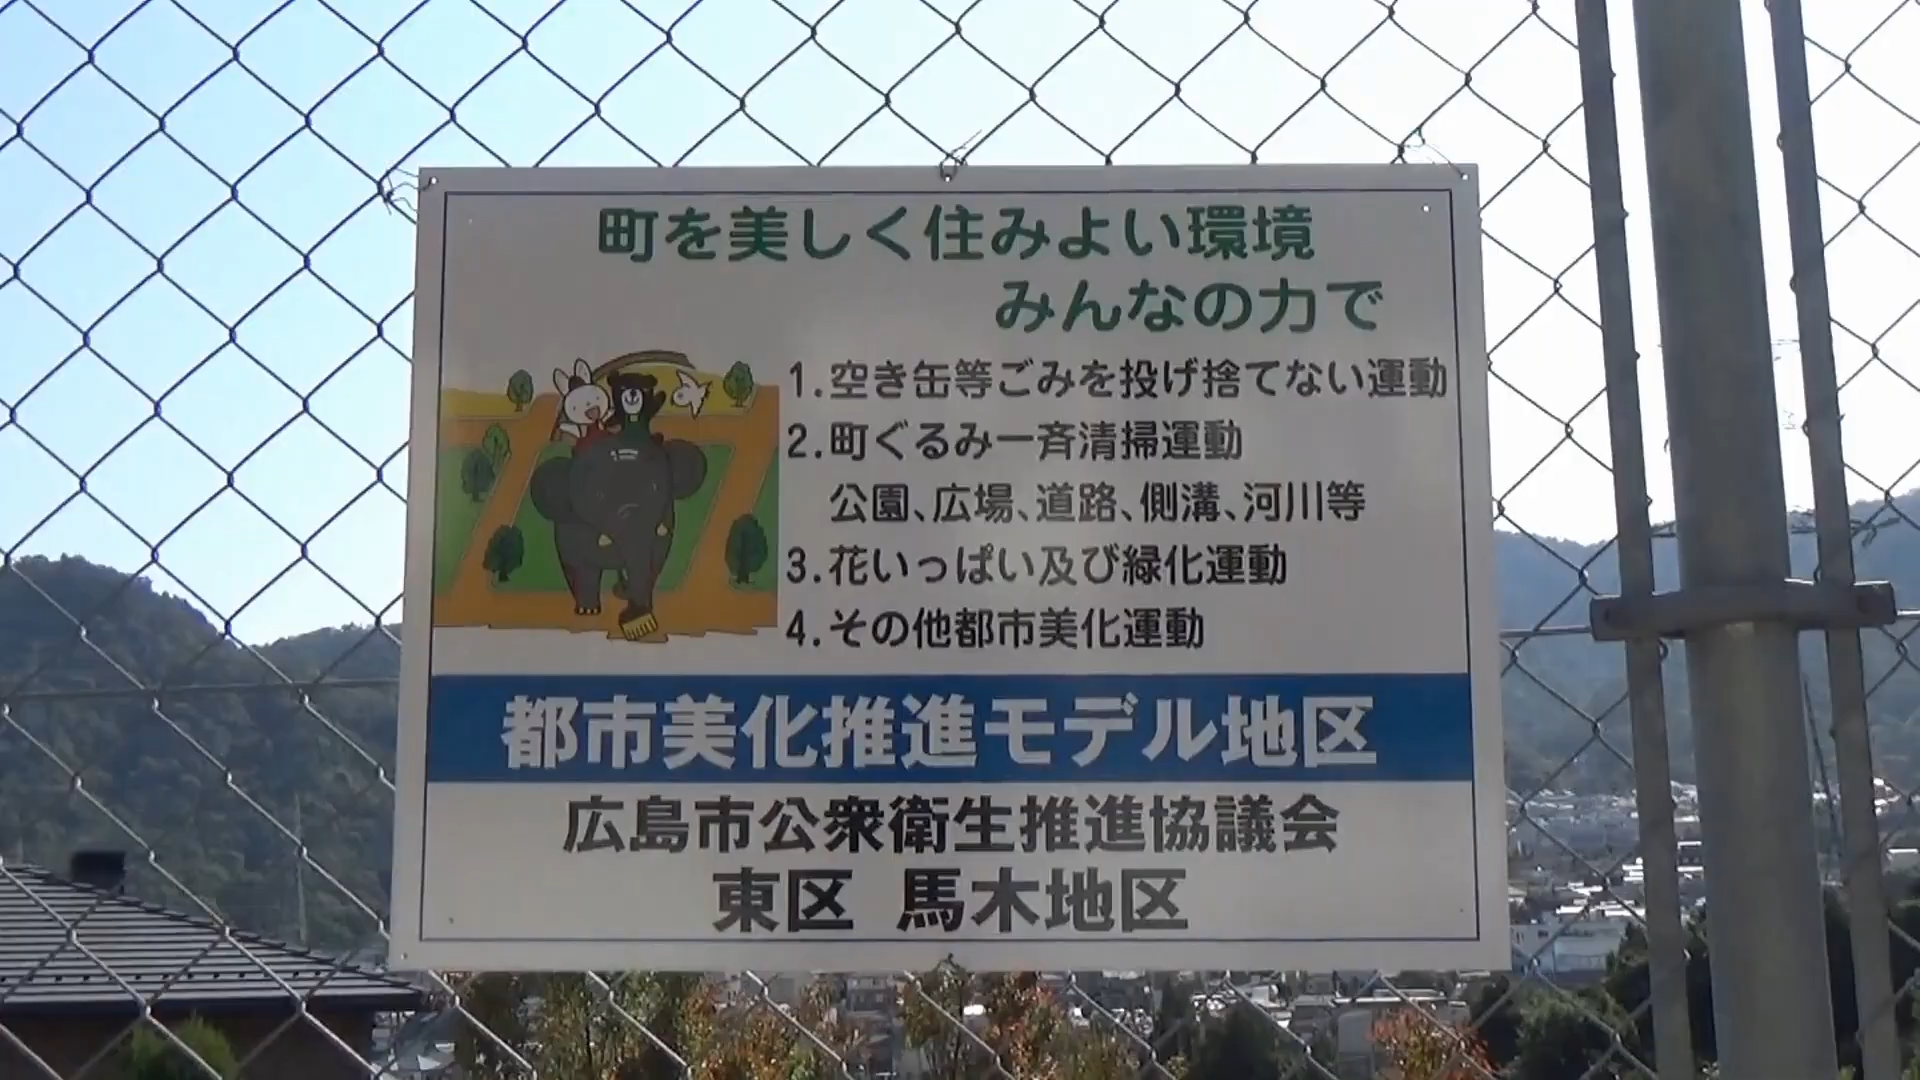 町を美しく住みよい環境
みんなの力で
1.空き缶等ごみを投げ捨てない運動
2.町ぐるみ一斉清掃運動
公園、広場、道路、側溝、河川等
3.花いっぱい及び緑化運動
4.その他都市美化運動
都市美化推進モデル地区
広島市公衆衛生推進協議会
東区 馬木地区